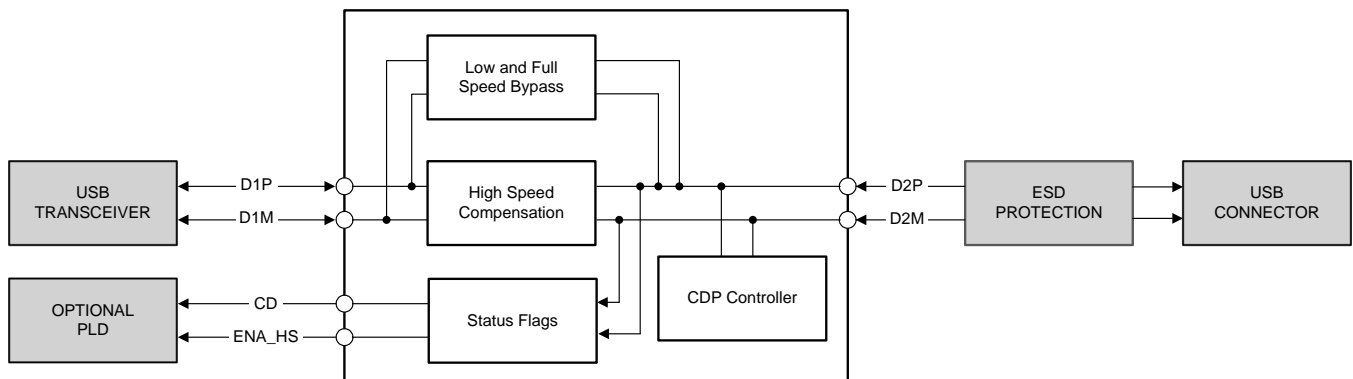 Low and Full
Speed Bypass
USB
TRANSCEIVER
D1P
D1M
High Speed
Compensation
D2P
D2M
ESD
PROTECTION
USB
CONNECTOR
OPTIONAL
PLD
CD
ENA_HS
Status Flags
CDP Controller